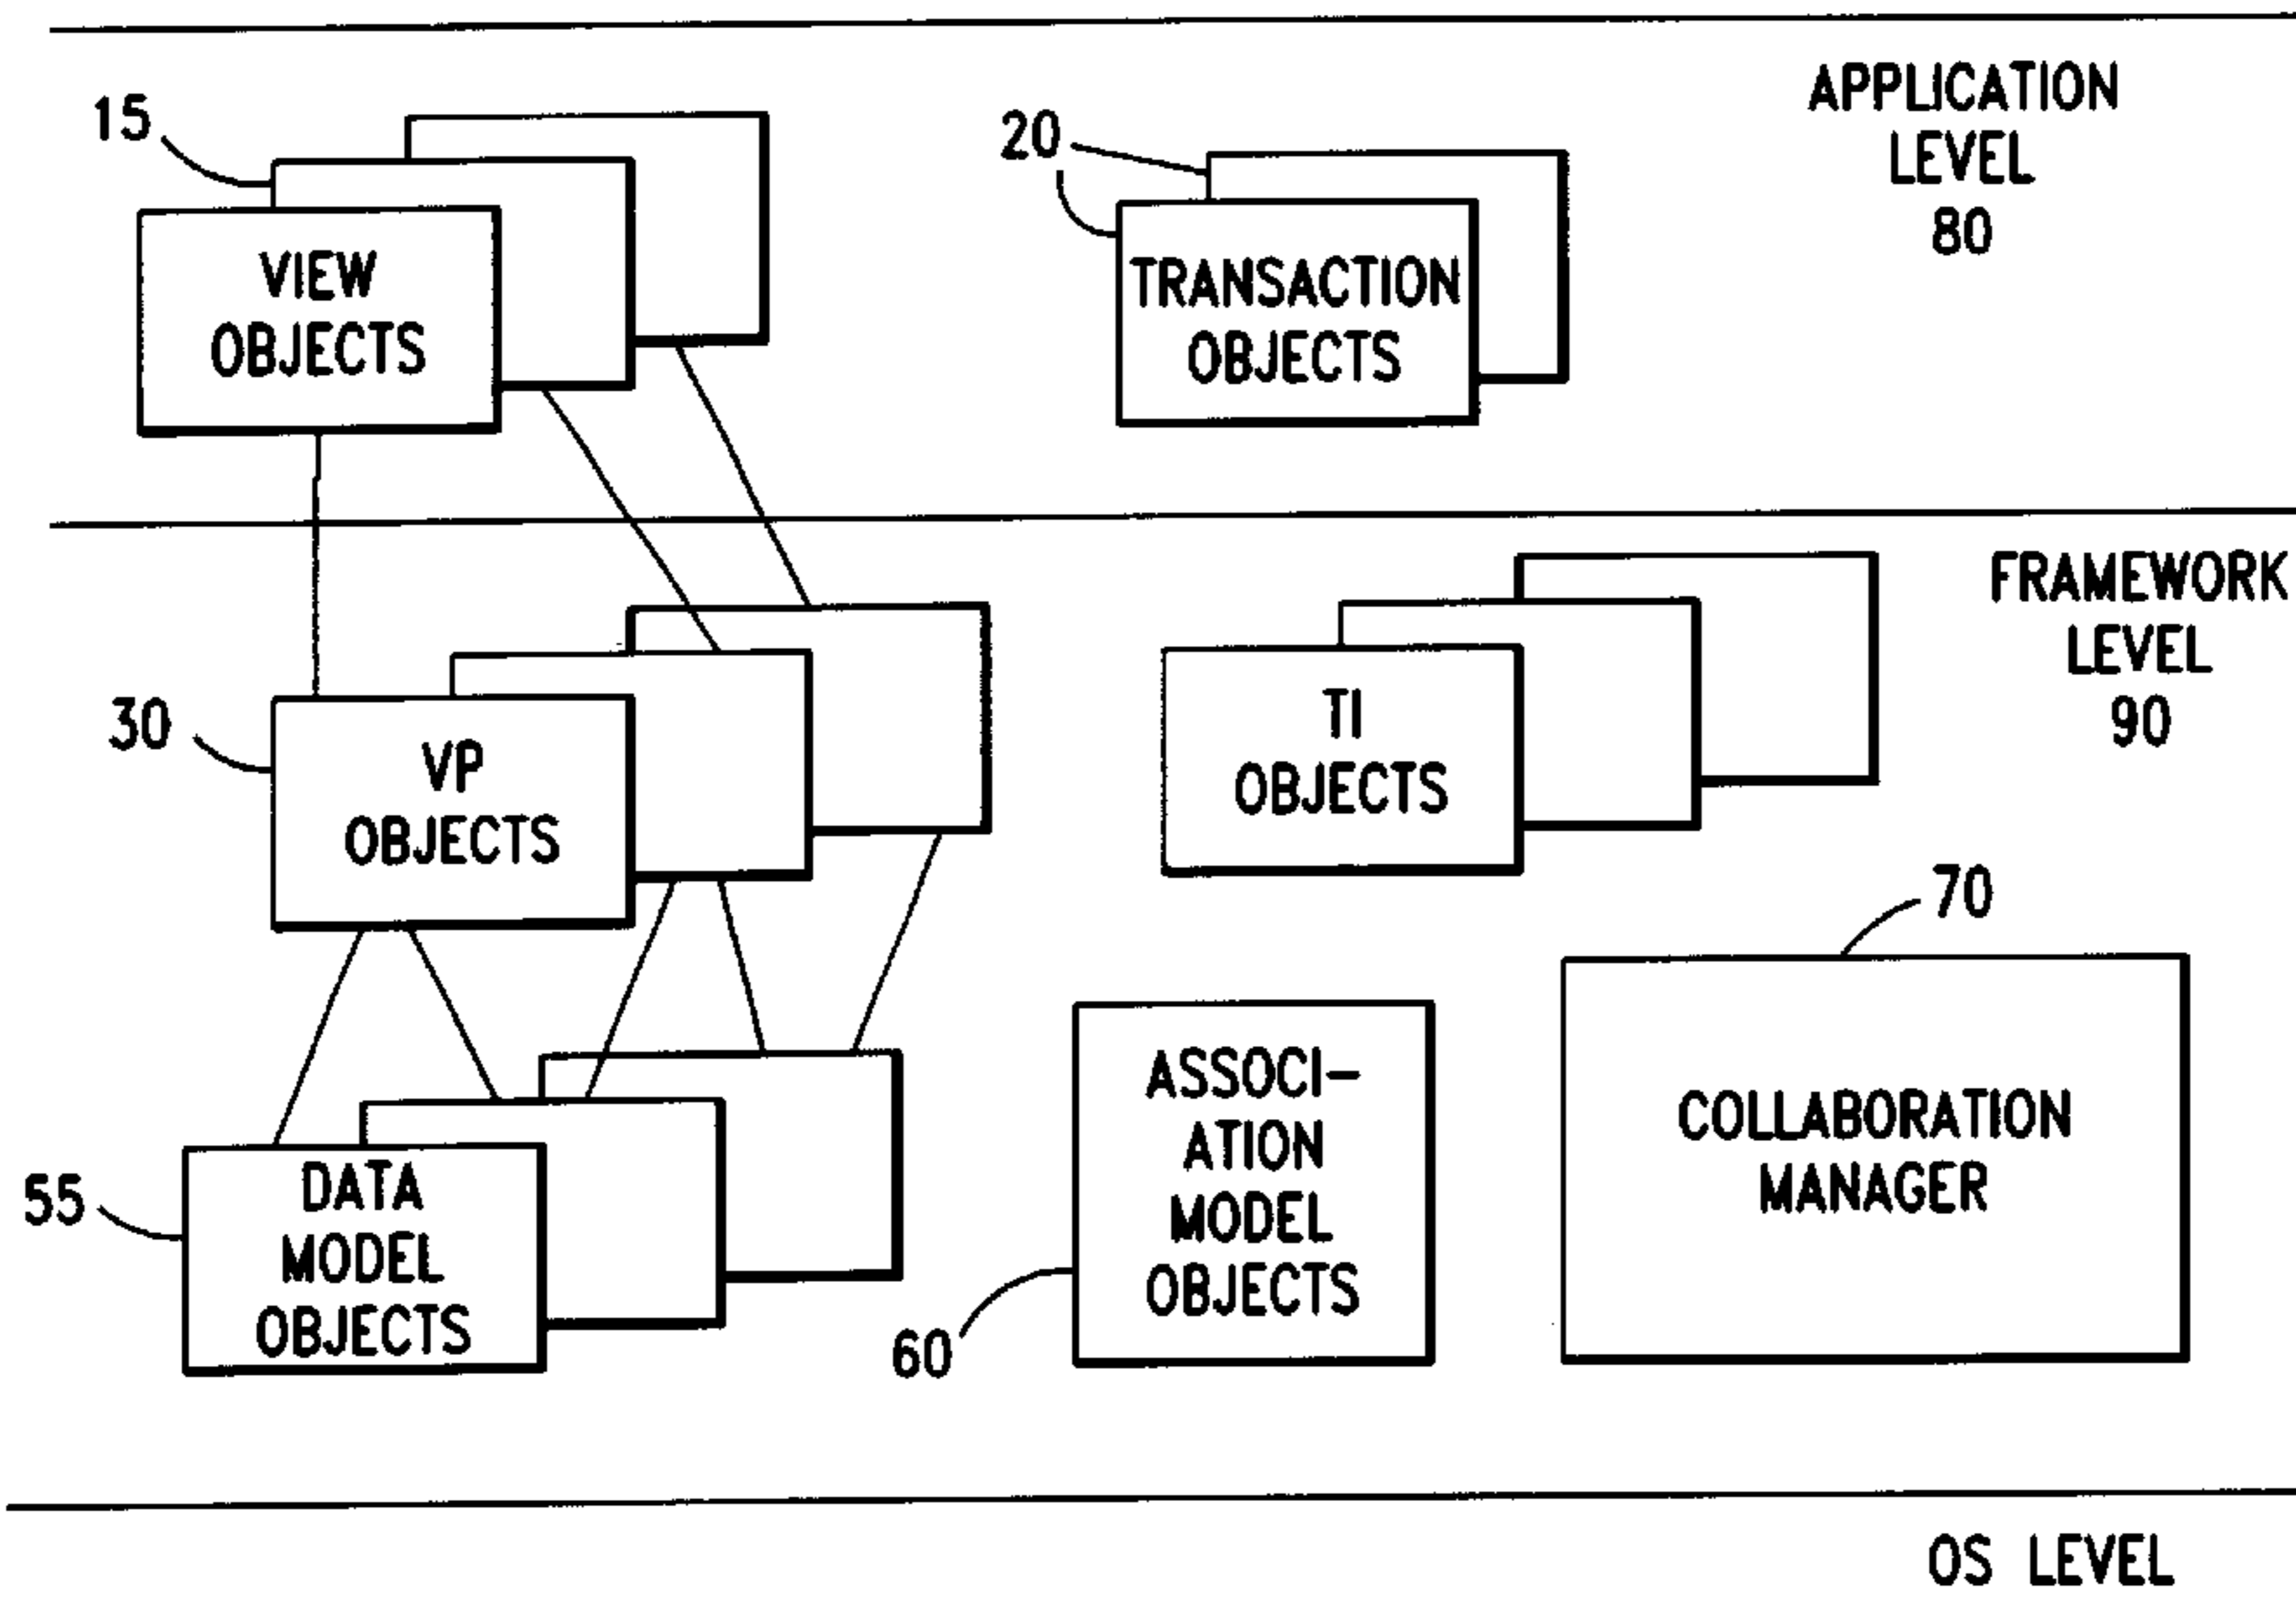 15
VIEW
OBJECTS
20
TRANSACTION
OBJECTS
APPLICATION
LEVEL
80
FRAMEWORK
LEVEL
90
30
VP
OBJECTS
TI
OBJECTS
70
55
DATA
MODEL
OBJECTS
60
ASSOCI-
ATION
MODEL
OBJECTS
COLLABORATION
MANAGER
OS LEVEL